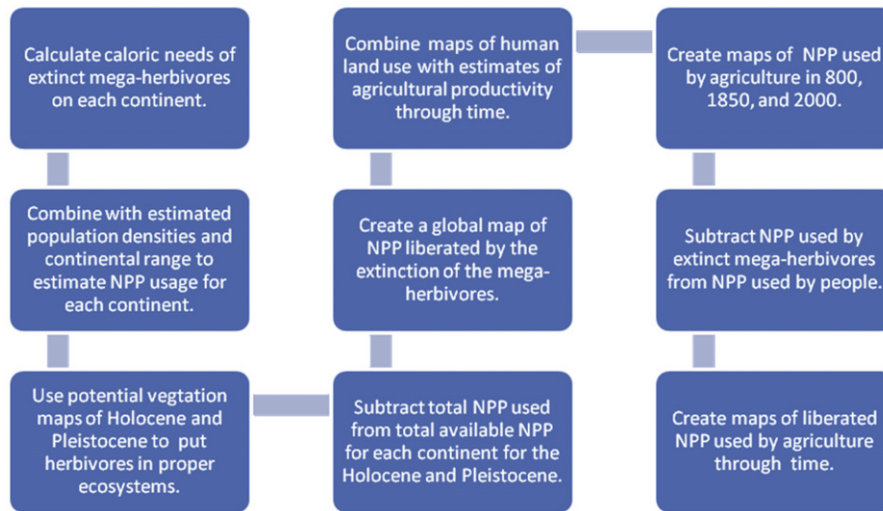 Calculate caloric needs of
extinct mega-herbivores
on each continent.
Combine with estimated
population densities and
continental range to
estimate NPP usage for
each continent.
Use potential vegtation
maps of Holocene and
Pleistocene to put
herbivores in proper
ecosystems.
Subtract total NPP used
from total available NPP
for each continent for the
Holocene and Pleistocene.
Create a global map of
NPP liberated by the
extinction of the mega-
herbivores.
Combine maps of human
land use with estimates of
agricultural productivity
through time.
Create maps of NPP used
by agriculture in 800,
1850, and 2000.
Subtract NPP used by
extinct mega-herbivores
from NPP used by people.
Create maps of liberated
NPP used by agriculture
through time.